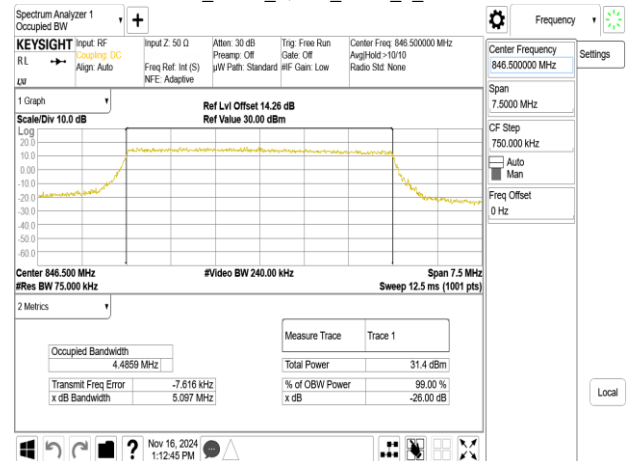 Spectrum Analyzer 1
Occupied BW
+
Frequency
KEYSIGHT
Input: RF
Input Z: 50 Ω
Atten: 30 dB
Trig: Free Run
Center Freq: 846.500000 MHz
RL
Coupling: DC
Preamp: Off
Gate: Off
Avg|Hold:>10/10
Align: Auto
Freq Ref: Int (S)
µW Path: Standard
#IF Gain: Low
Radio Std: None
LXI
NFE: Adaptive
Center Frequency
846.500000 MHz
Settings
Span
7.5000 MHz
CF Step
750.000 kHz
Auto
Man
Freq Offset
0 Hz
Local
1 Graph
Ref Lvl Offset 14.26 dB
Scale/Div 10.0 dB
Ref Value 30.00 dBm
Log
20.0
10.0
0.00
-10.0
-20.0
-30.0
-40.0
-50.0
-60.0
Center 846.500 MHz
#Video BW 240.00 kHz
Span 7.5 MHz
#Res BW 75.000 kHz
Sweep 12.5 ms (1001 pts)
2 Metrics
Measure Trace
Trace 1
Occupied Bandwidth
4.4859 MHz
Total Power
31.4 dBm
Transmit Freq Error
-7.616 kHz
% of OBW Power
99.00 %
x dB Bandwidth
5.097 MHz
x dB
-26.00 dB
?
Nov 16, 2024
1:12:45 PM